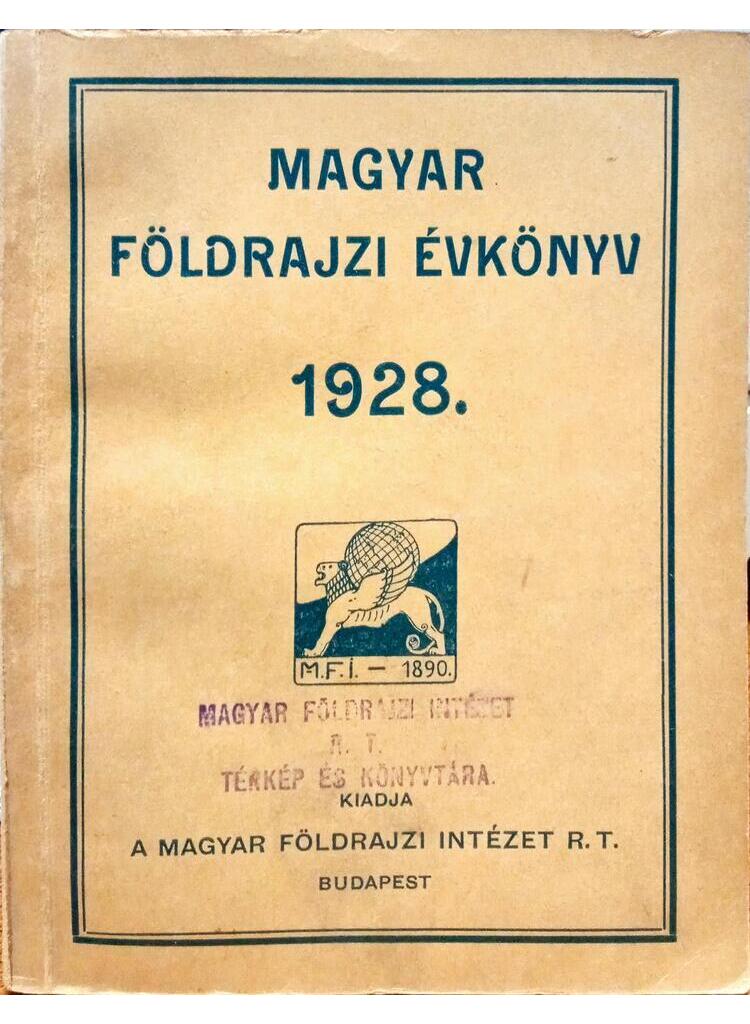 MAGYAR
FÖLDRAJZI ÉVKÖNYV
1928.
M.F.I. – 1890.
MAGYAR FÖLDRAJZI INTÉZET
R. T.
TÉRKÉP ÉS KÖNYVTÁRA.
KIADJA
A MAGYAR FÖLDRAJZI INTÉZET R.T.
BUDAPEST